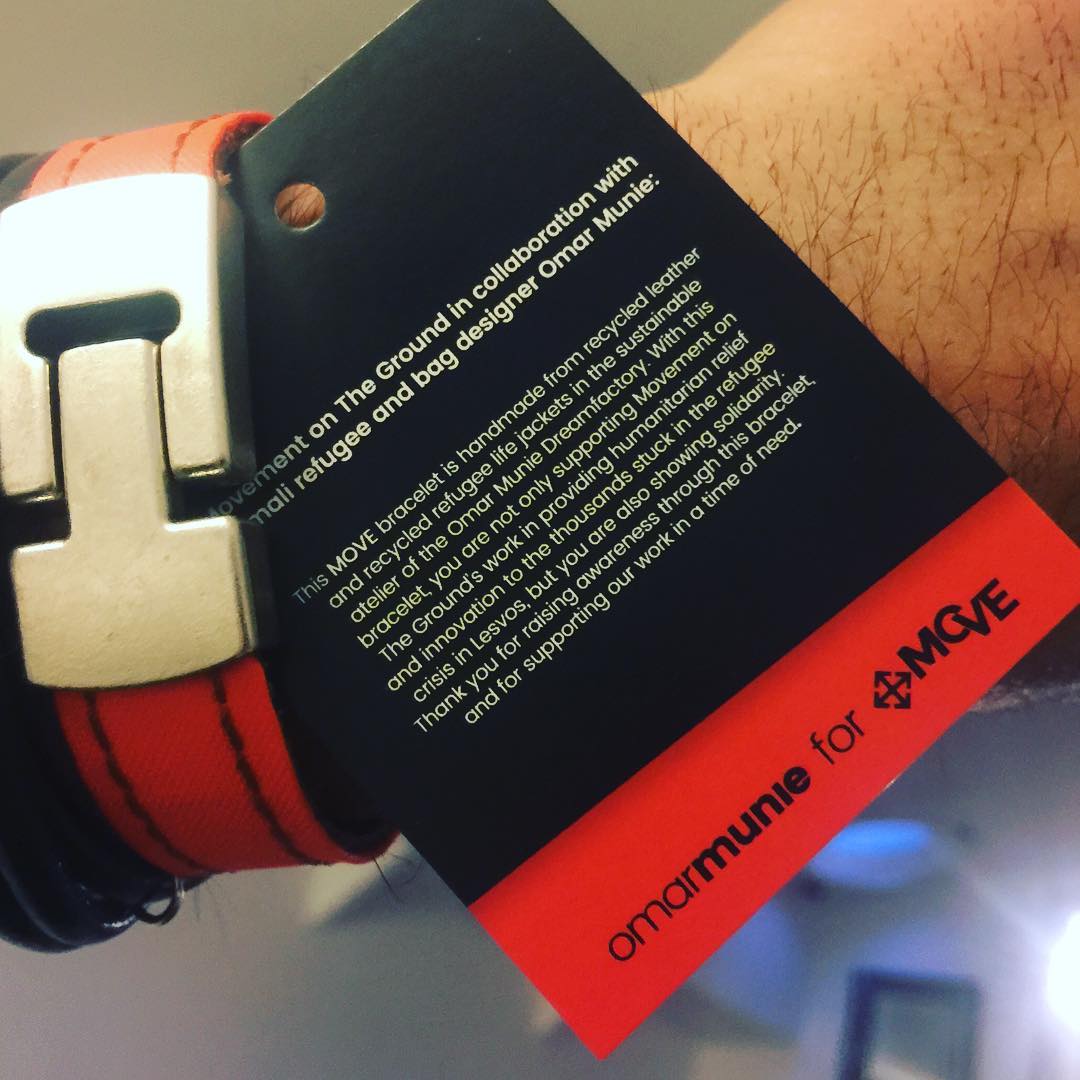 Movement on The Ground in collaboration with
mali refugee and bag designer Omar Munie:
This MOVE bracelet is handmade from recycled leather
and recycled refugee life jackets in the sustainable
atelier of the Omar Munie Dreamfactory. With this
bracelet, you are not only supporting Movement on
The Ground's work in providing humanitarian relief
and innovation to the thousands stuck in the refugee
crisis in Lesvos, but you are also showing solidarity.
Thank you for raising awareness through this bracelet,
and for supporting our work in a time of need.
omarmunie for MOVE